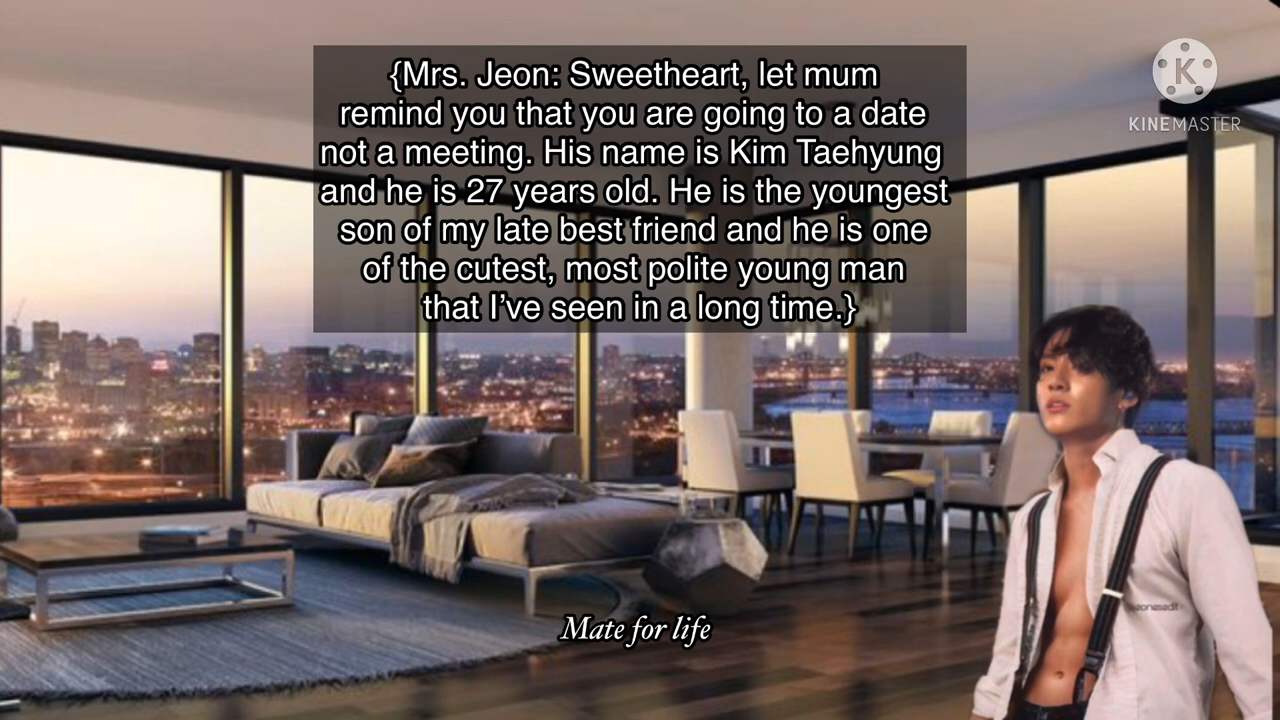 {Mrs. Jeon: Sweetheart, let mum
remind you that you are going to a date
not a meeting. His name is Kim Taehyung
and he is 27 years old. He is the youngest
son of my late best friend and he is one
of the cutest, most polite young man
that I've seen in a long time.}
K
KINEMASTER
Mate for life